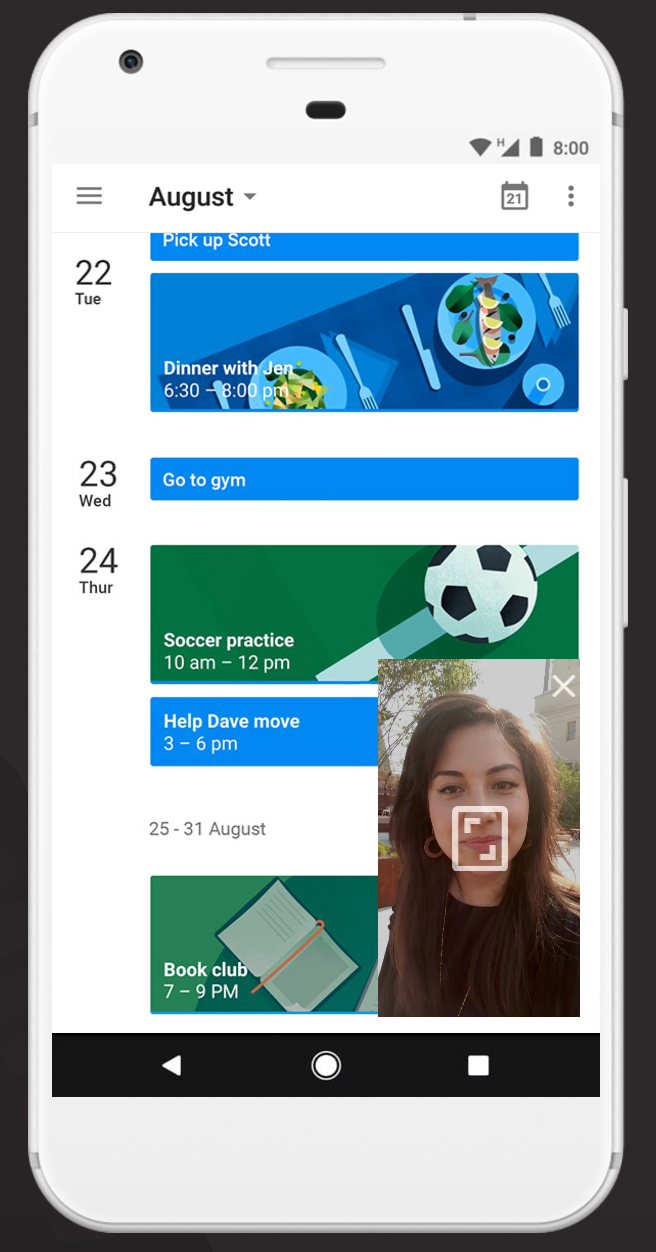 H 8:00
August
21
Pick up Scott
22
Tue
Dinner with Jen
6:30 – 8:00 pm
23
Wed
Go to gym
24
Thur
Soccer practice
10 am – 12 pm
Help Dave move
3 – 6 pm
25 - 31 August
Book club
7 – 9 PM